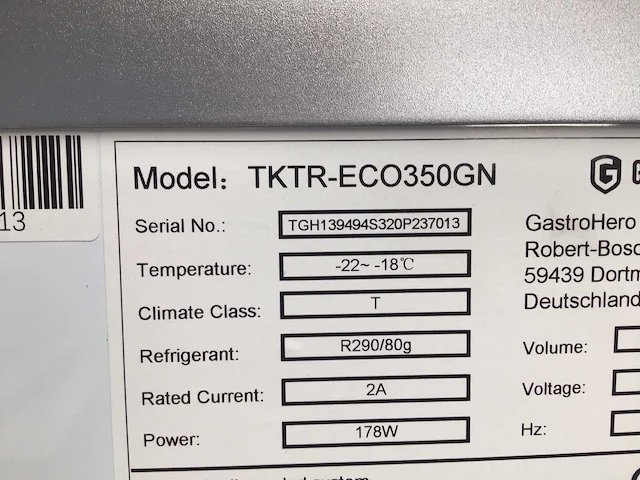 13
Model: TKTR-ECO350GN
G
Serial No.: TGH139494S320P237013
Temperature: -22~ -18℃
Climate Class: T
Refrigerant: R290/80g
Rated Current: 2A
Power: 178W
GastroHero
Robert-Bosc
59439 Dortm
Deutschland
Volume:
Voltage:
Hz: